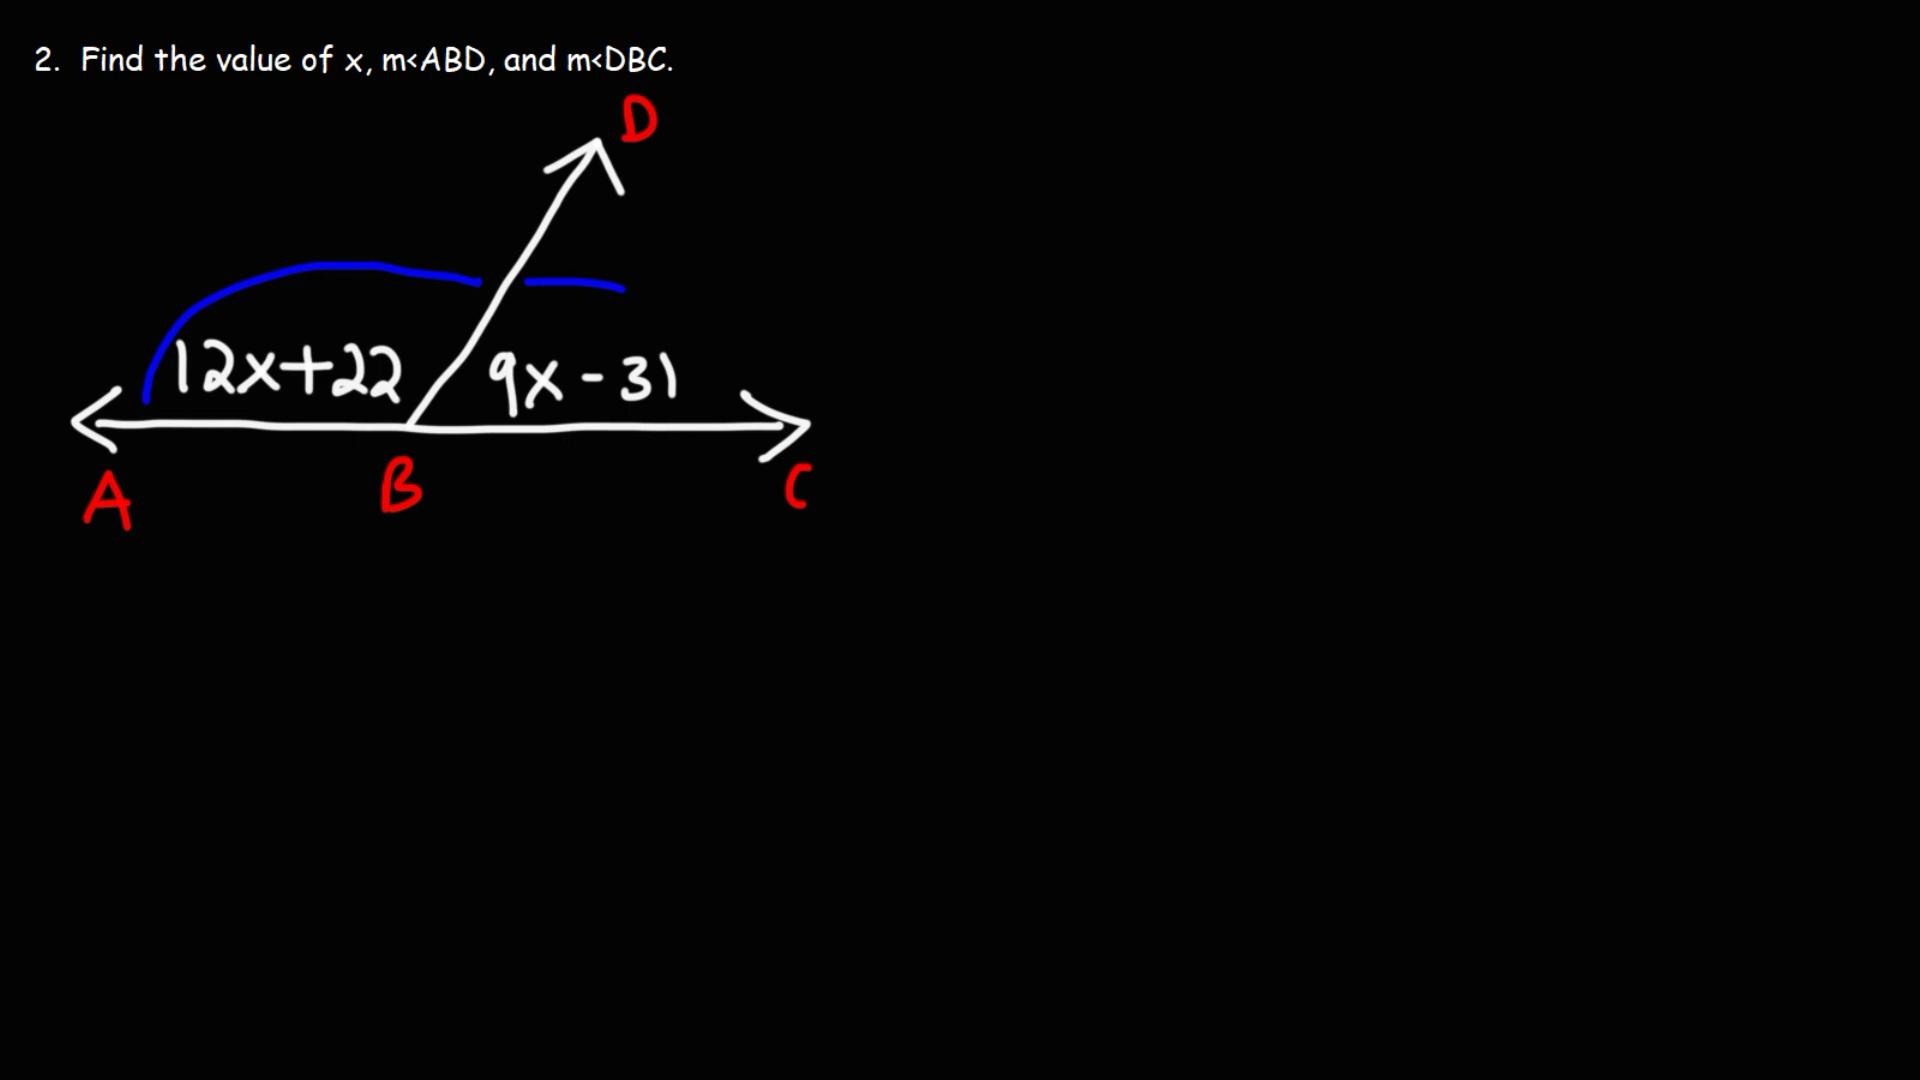 2. Find the value of x, m<ABD, and m<DBC.
D
12x+22 9x-31
A B C